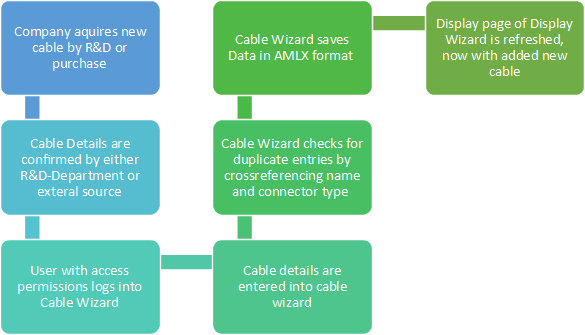 Company aquires new
cable by R&D or
purchase
Cable Details are
confirmed by either
R&D-Department or
exteral source
User with access
permissions logs into
Cable Wizard
Cable details are
entered into cable
wizard
Cable Wizard checks for
duplicate entries by
crossreferencing name
and connector type
Cable Wizard saves
Data in AMLX format
Display page of Display
Wizard is refreshed,
now with added new
cable